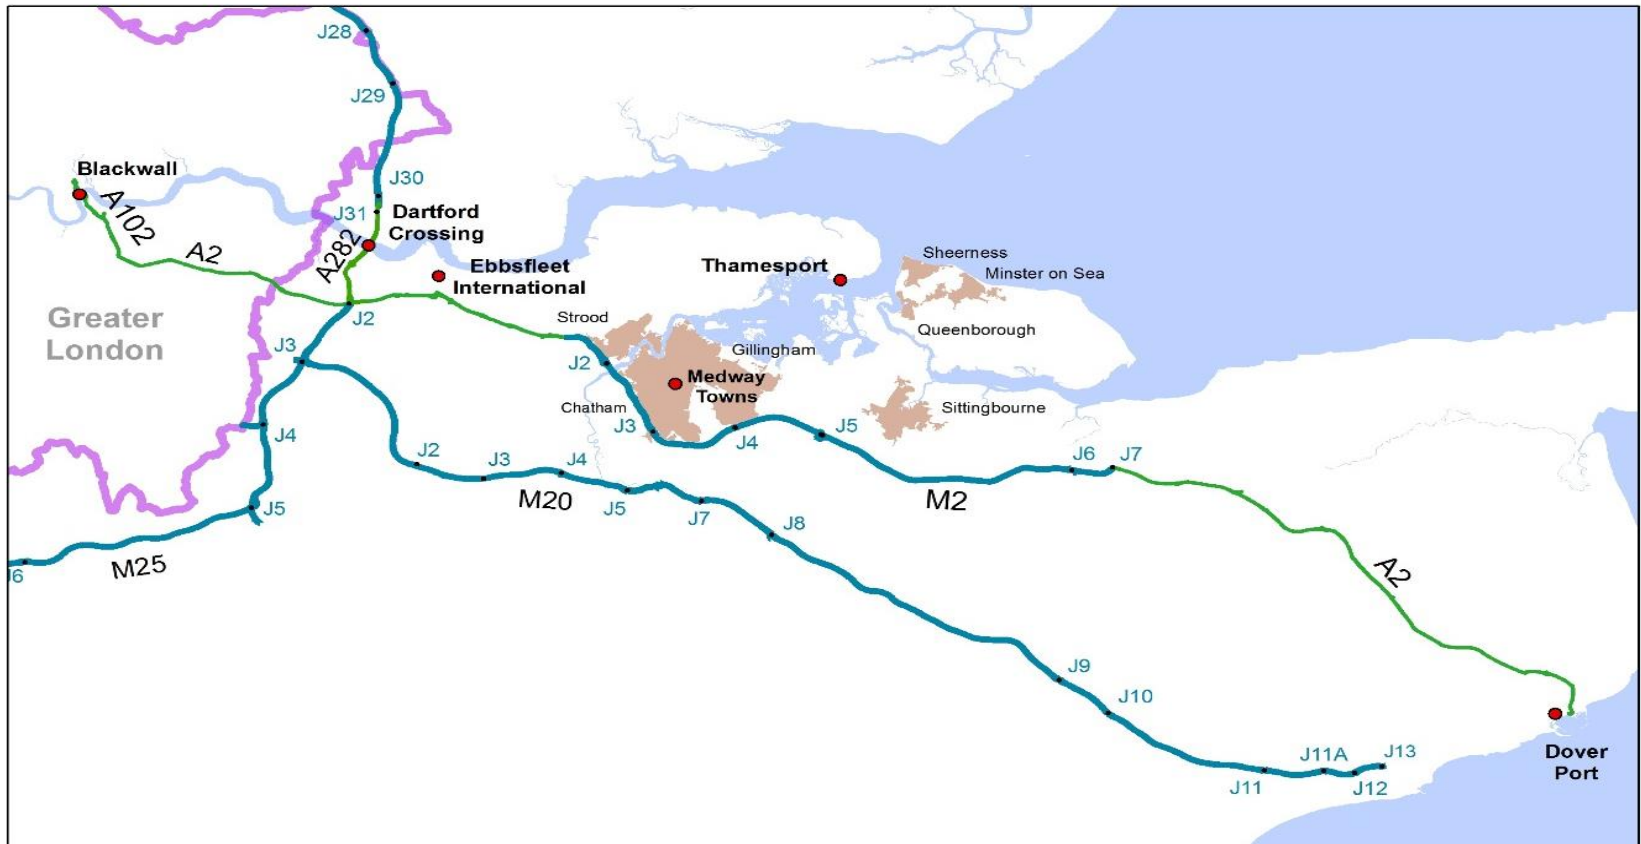 J28
J29
Blackwall
J30
A102
J31
Dartford
Crossing
A2
A282
Sheerness
Ebbsfleet
International
Thamesport
Minster on Sea
Greater
London
J2
Strood
Queenborough
J3
J2
Gillingham
Medway
Towns
Chatham
Sittingbourne
J4
J3
J4
J5
J2
J3
J4
J6
J7
M20
M2
J5
J5
J7
J8
M25
J6
A2
J9
J10
J11A
J13
J11
J12
Dover
Port